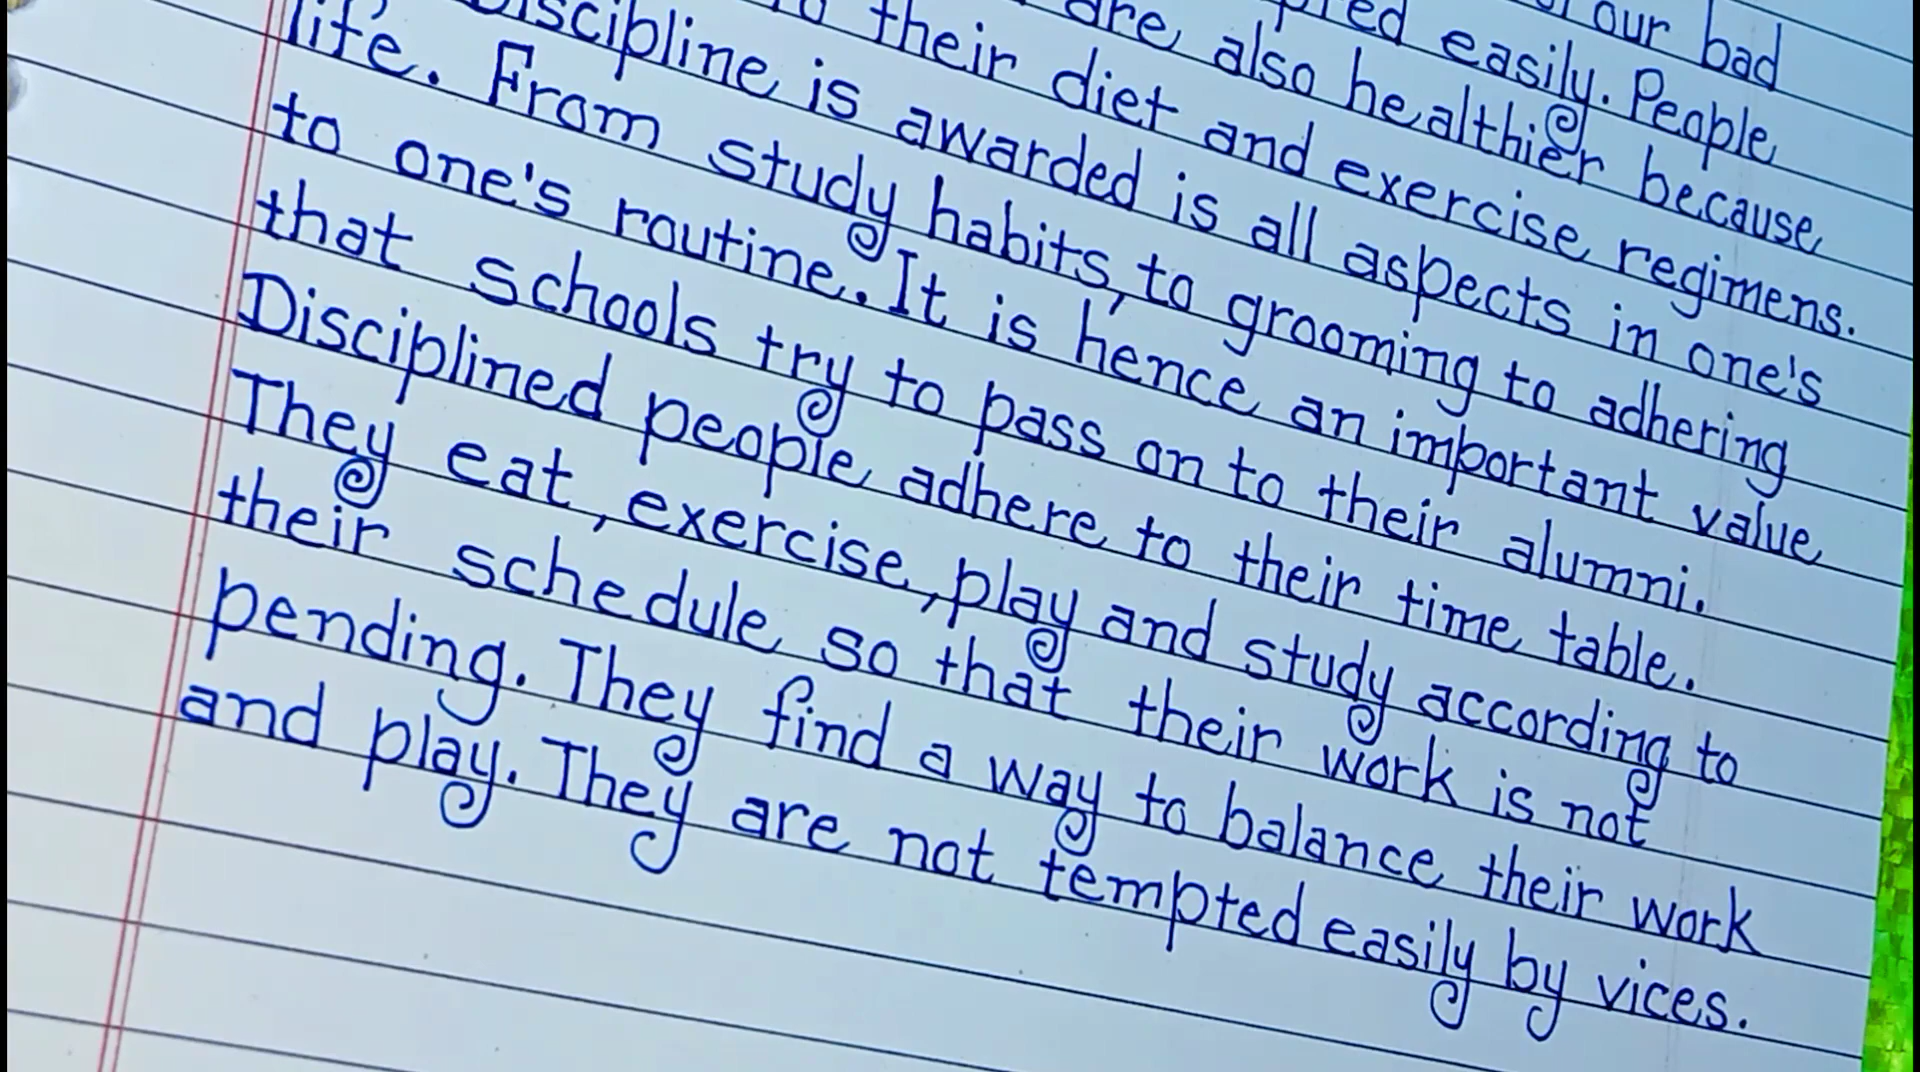 our bad
easily. People
are also healthier because
their diet and exercise regimens.
Discipline is awarded is all aspects in one's
life. From study habits, to grooming to adhering
to one's routine. It is hence an important value
that schools try to pass on to their alumni.
Disciplined people adhere to their time table.
They eat, exercise, play and study according to
their schedule so that their work is not
pending. They find a way to balance their work
and play. They are not tempted easily by vices.